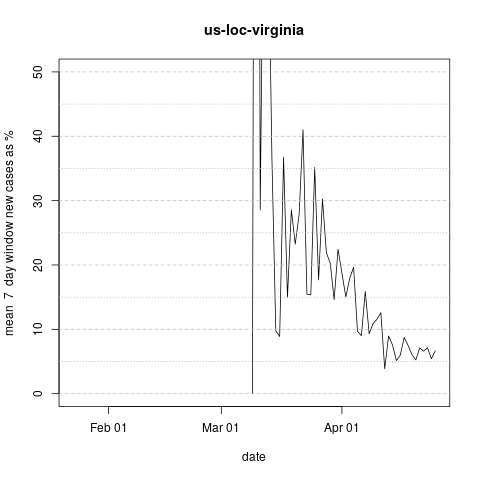 us-loc-virginia
mean 7 day window new cases as %
50
40
30
20
10
0
Feb 01
Mar 01
Apr 01
date